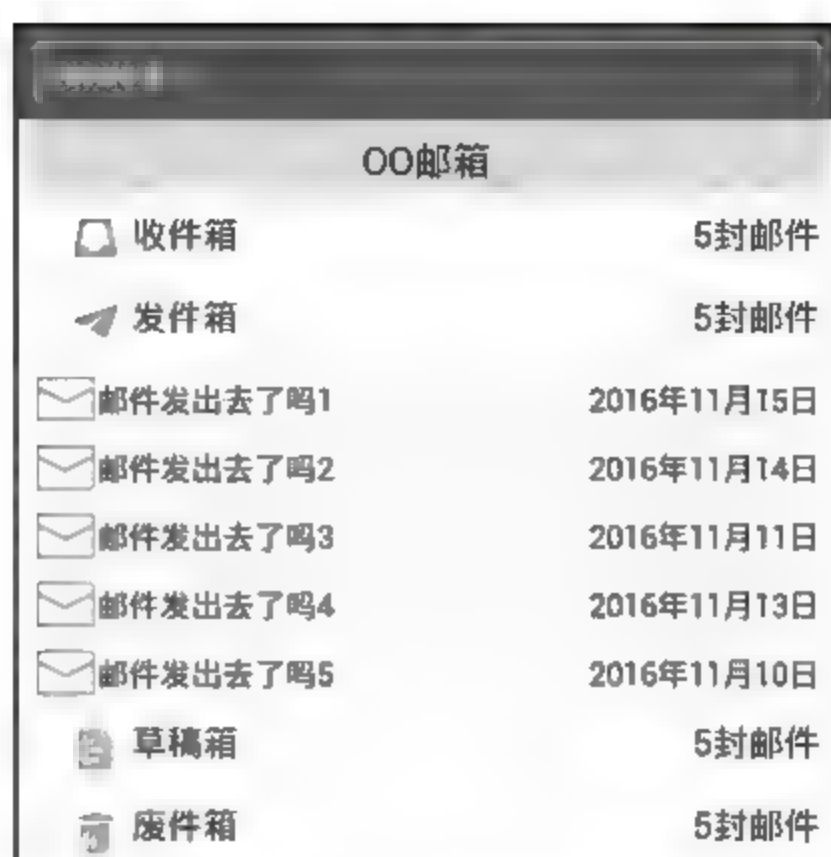 OO邮箱
收件箱 5封邮件
发件箱 5封邮件
邮件发出去了吗1 2016年11月15日
邮件发出去了吗2 2016年11月14日
邮件发出去了吗3 2016年11月11日
邮件发出去了吗4 2016年11月13日
邮件发出去了吗5 2016年11月10日
草稿箱 5封邮件
废件箱 5封邮件